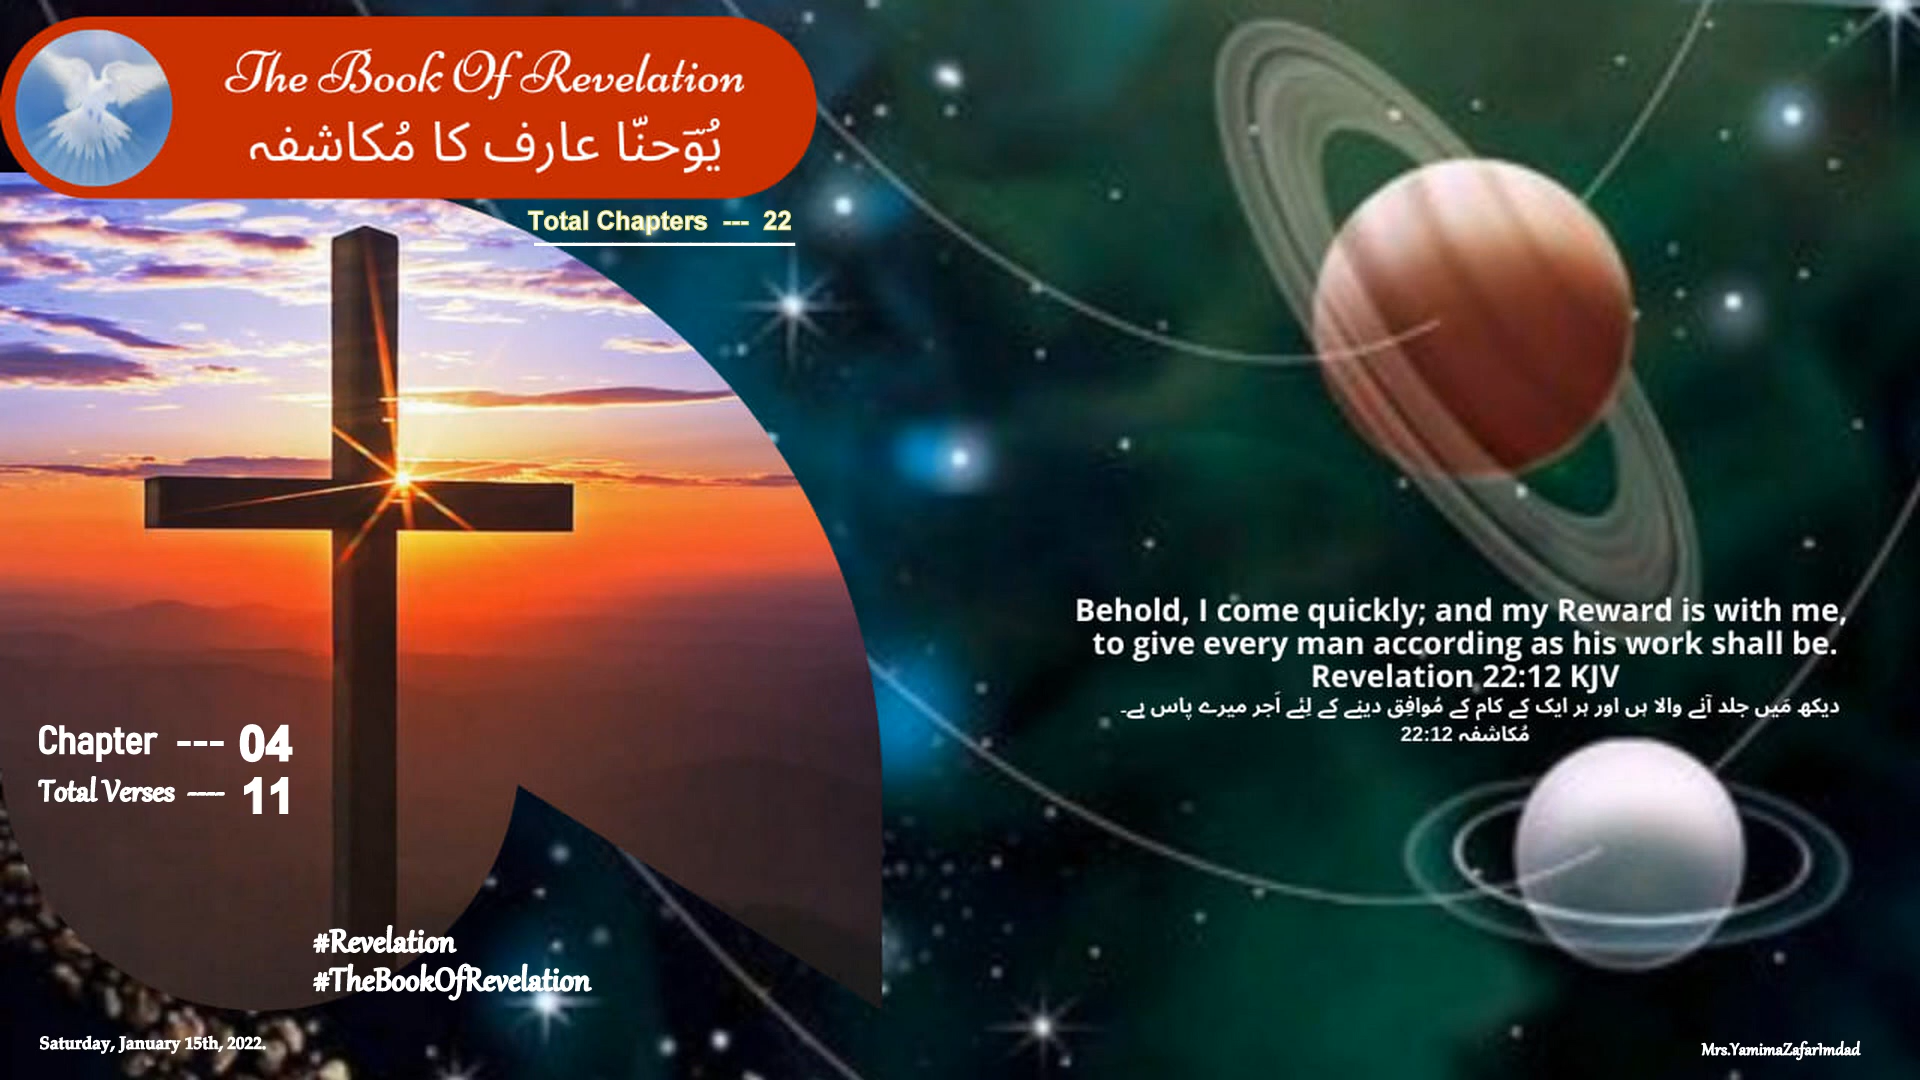 The Book Of Revelation
یُوَحنّا عارف کا مُکاشفہ
Total Chapters --- 22
Behold, I come quickly; and my Reward is with me,
to give every man according as his work shall be.
Revelation 22:12 KJV
دیکھ مَیں جلد آنے والا ہں اور ہر ایک کے کام کے مُوافِق دینے کے لِئے اَجر میرے پاس ہے۔
مُکاشفہ 22:12
Chapter --- 04
Total Verses ---- 11
#Revelation
#TheBookOfRevelation
Saturday, January 15th, 2022.
Mrs.YamimaZafarImdad